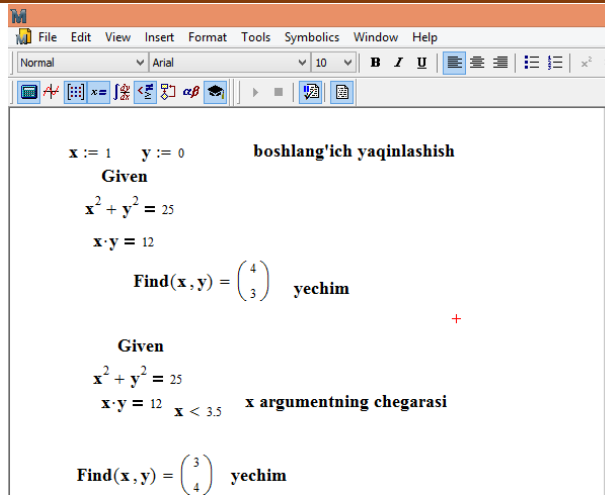 File Edit View Insert Format Tools Symbolics Window Help
Normal Arial 10 B I U x²
x := 1 y := 0 boshlang'ich yaqinlashish
Given
x² + y² = 25
x·y = 12
Find(x , y) = (4 3) yechim
Given
x² + y² = 25
x·y = 12 x < 3.5 x argumentning chegarasi
Find(x , y) = (3 4) yechim